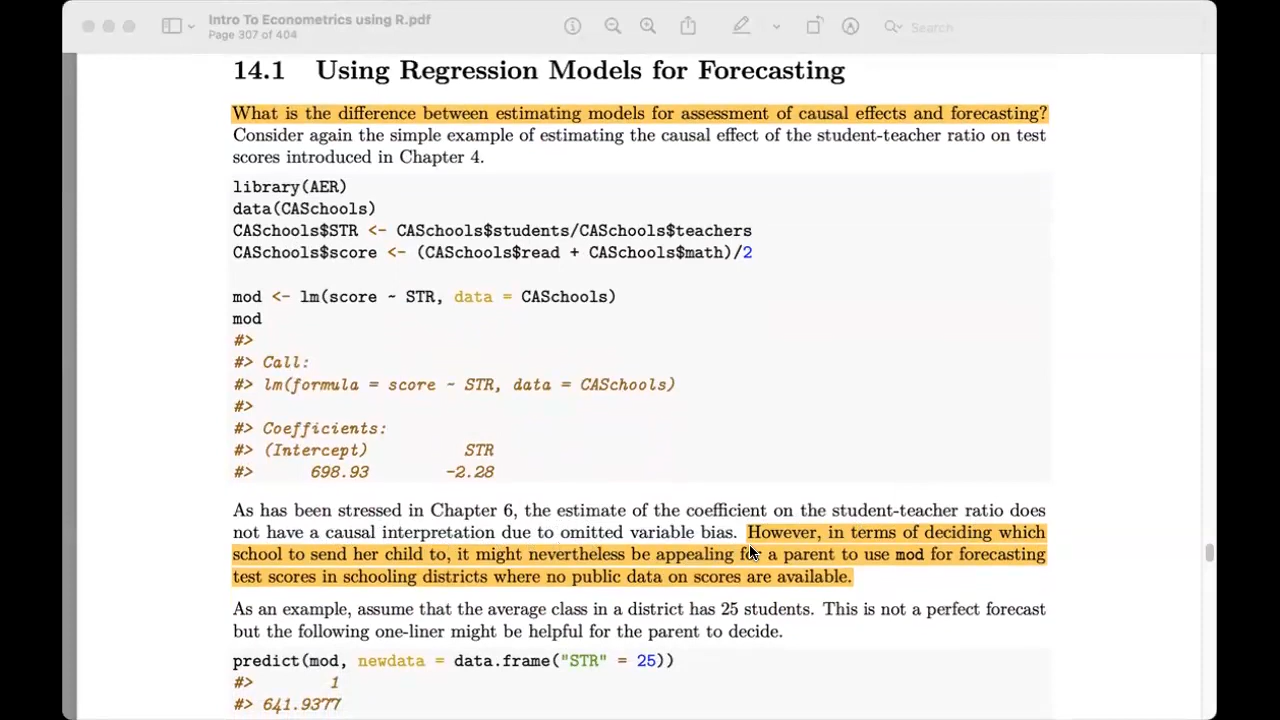 Intro To Econometrics using R.pdf
Page 307 of 404
Search
14.1 Using Regression Models for Forecasting
What is the difference between estimating models for assessment of causal effects and forecasting?
Consider again the simple example of estimating the causal effect of the student-teacher ratio on test
scores introduced in Chapter 4.
library(AER)
data(CASchools)
CASchools$STR <- CASchools$students/CASchools$teachers
CASchools$score <- (CASchools$read + CASchools$math)/2
mod <- lm(score ~ STR, data = CASchools)
mod
#>
#> Call:
#> lm(formula = score ~ STR, data = CASchools)
#>
#> Coefficients:
#> (Intercept) STR
#> 698.93 -2.28
As has been stressed in Chapter 6, the estimate of the coefficient on the student-teacher ratio does
not have a causal interpretation due to omitted variable bias. However, in terms of deciding which
school to send her child to, it might nevertheless be appealing for a parent to use mod for forecasting
test scores in schooling districts where no public data on scores are available.
As an example, assume that the average class in a district has 25 students. This is not a perfect forecast
but the following one-liner might be helpful for the parent to decide.
predict(mod, newdata = data.frame("STR" = 25))
#> 1
#> 641.9377